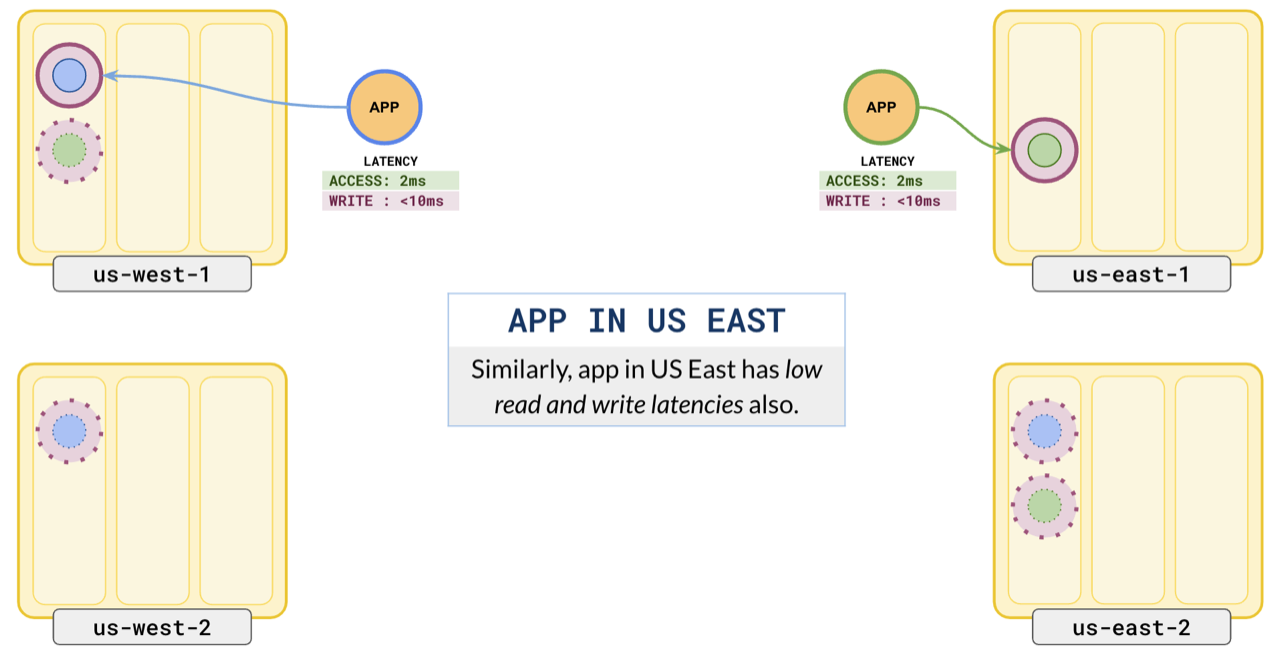 APP
LATENCY
ACCESS: 2ms
WRITE : <10ms
us-west-1
APP
LATENCY
ACCESS: 2ms
WRITE : <10ms
us-east-1
APP IN US EAST
Similarly, app in US East has low
read and write latencies also.
us-west-2
us-east-2